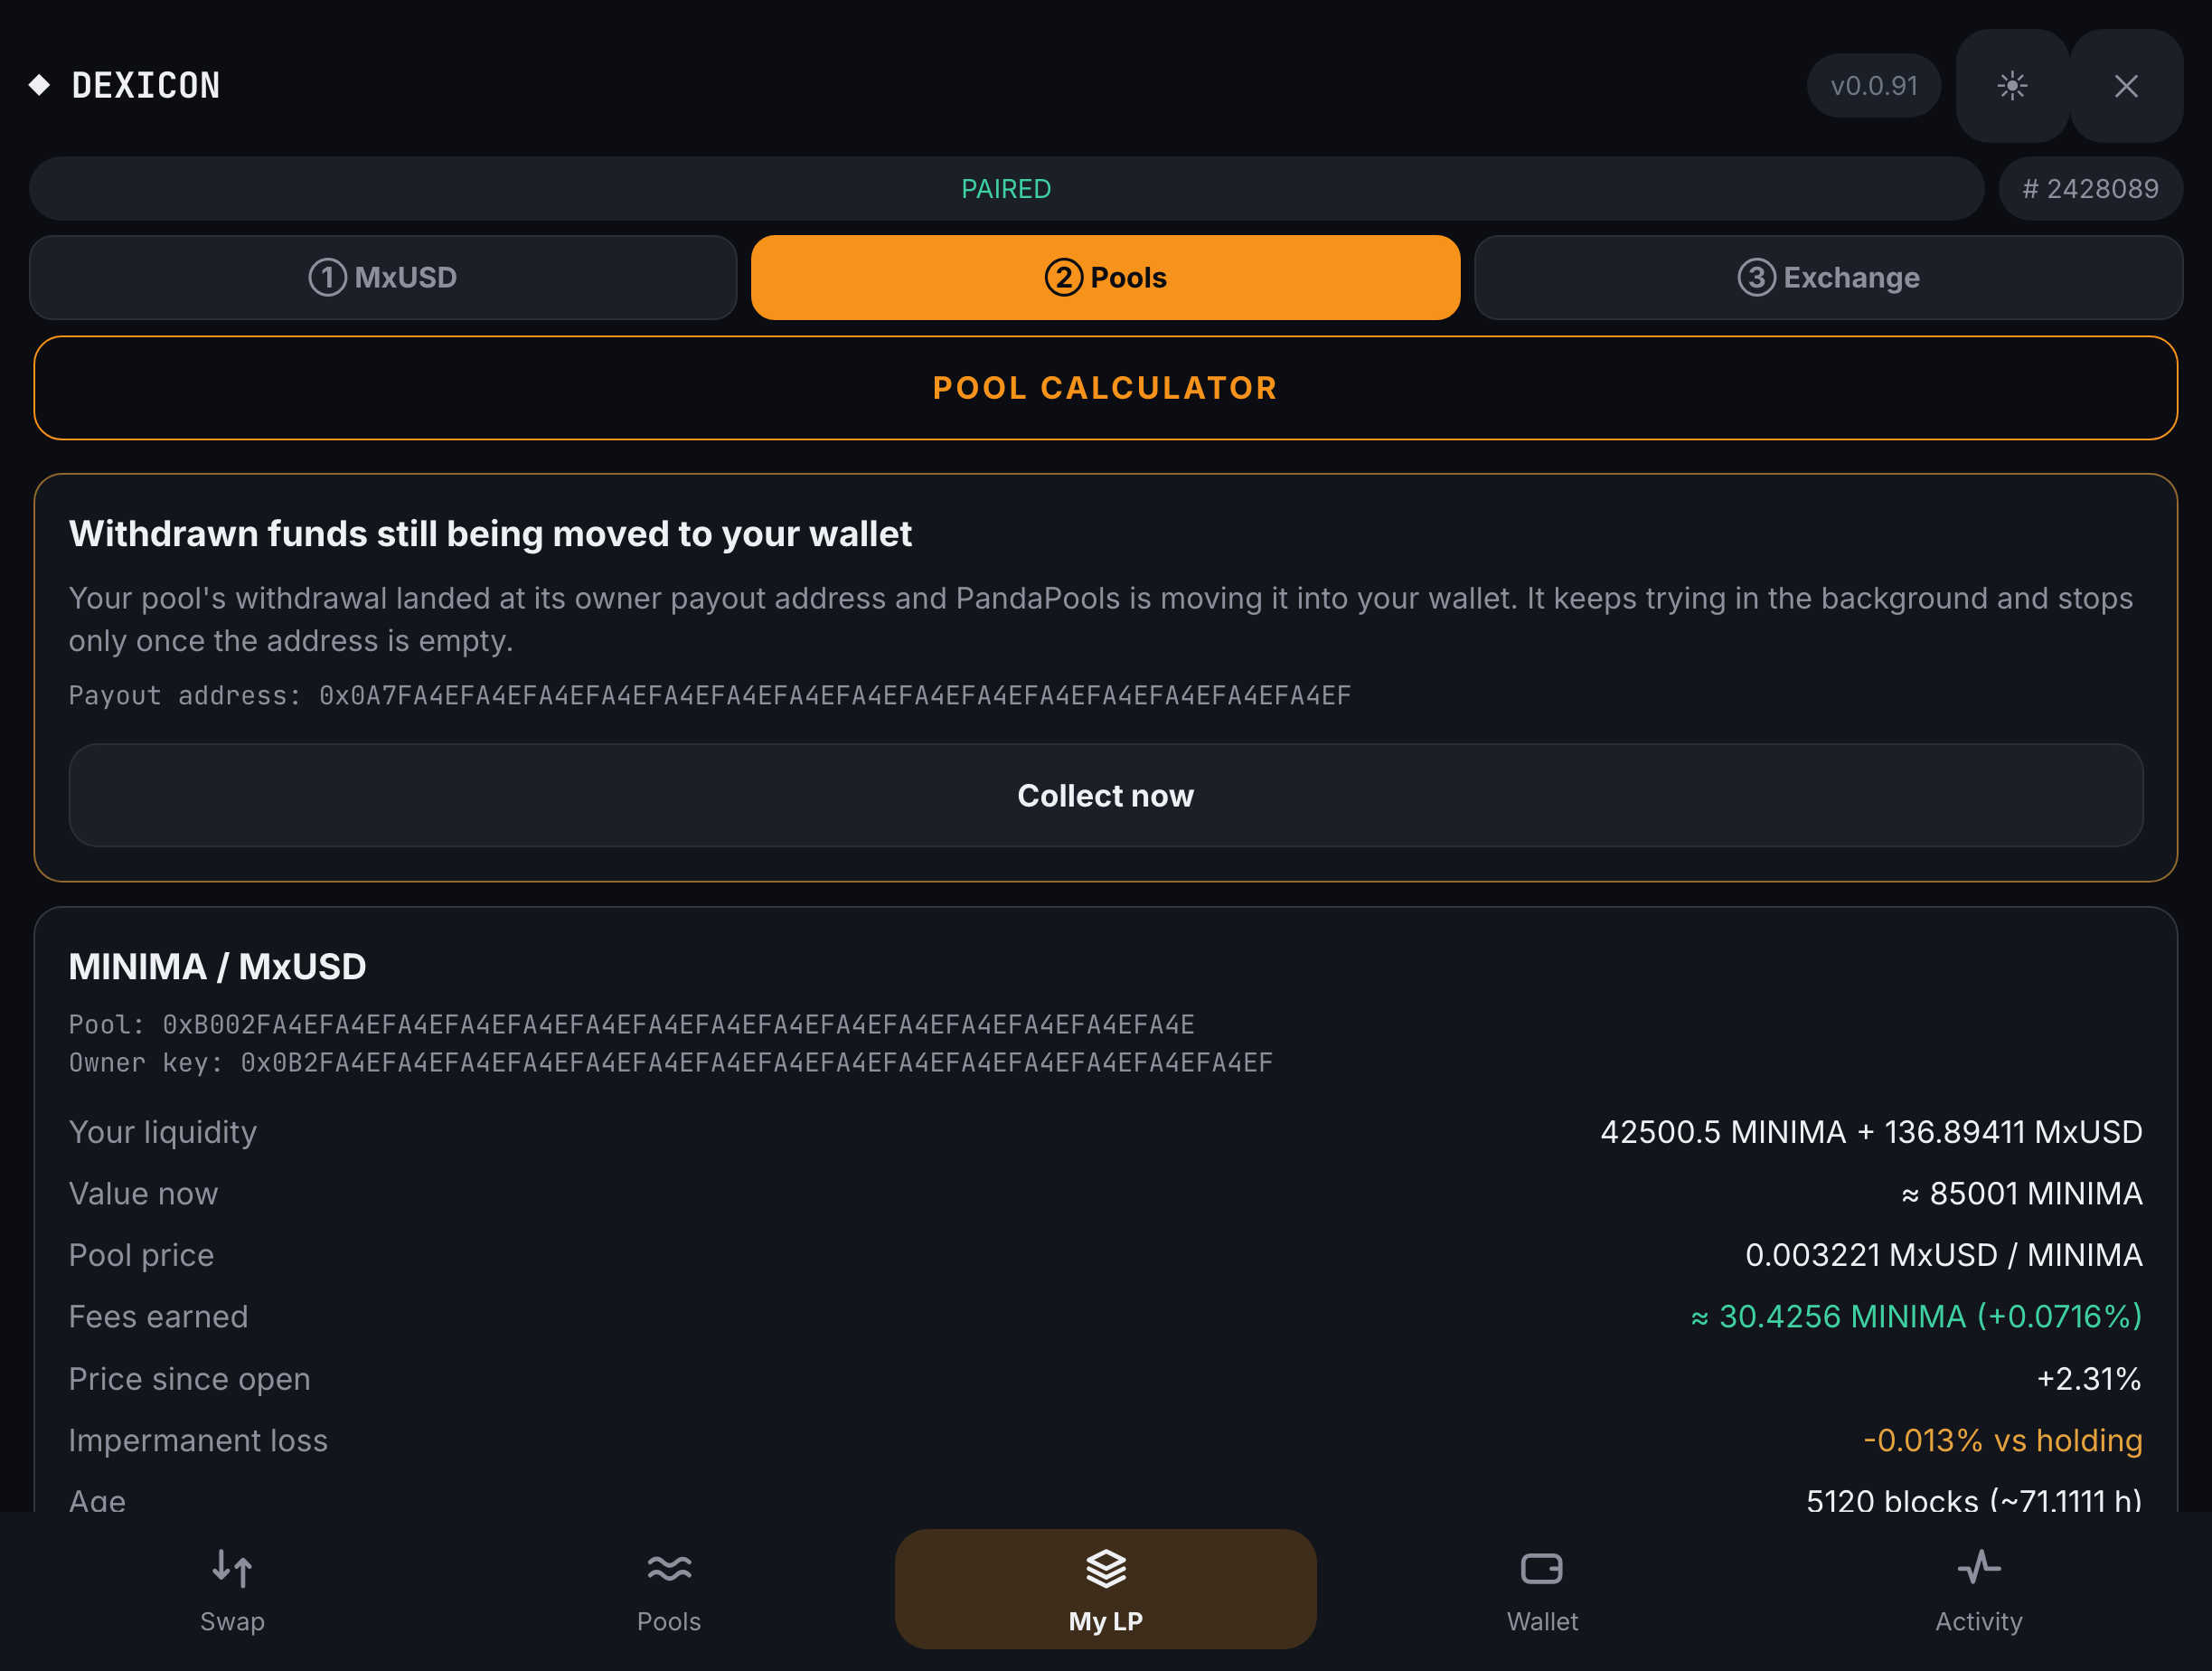 ◆ DEXICON
v0.0.91
PAIRED
# 2428089
① MxUSD
② Pools
③ Exchange
POOL CALCULATOR
Withdrawn funds still being moved to your wallet
Your pool's withdrawal landed at its owner payout address and PandaPools is moving it into your wallet. It keeps trying in the background and stops
only once the address is empty.
Payout address: 0x0A7FA4EFA4EFA4EFA4EFA4EFA4EFA4EFA4EFA4EFA4EFA4EFA4EFA4EFA4EFA4EF
Collect now
MINIMA / MxUSD
Pool: 0xB002FA4EFA4EFA4EFA4EFA4EFA4EFA4EFA4EFA4EFA4EFA4EFA4EFA4EFA4EFA4E
Owner key: 0x0B2FA4EFA4EFA4EFA4EFA4EFA4EFA4EFA4EFA4EFA4EFA4EFA4EFA4EFA4EFA4EF
Your liquidity
42500.5 MINIMA + 136.89411 MxUSD
Value now
≈ 85001 MINIMA
Pool price
0.003221 MxUSD / MINIMA
Fees earned
≈ 30.4256 MINIMA (+0.0716%)
Price since open
+2.31%
Impermanent loss
-0.013% vs holding
Age
5120 blocks (~71.1111 h)
Swap
Pools
My LP
Wallet
Activity